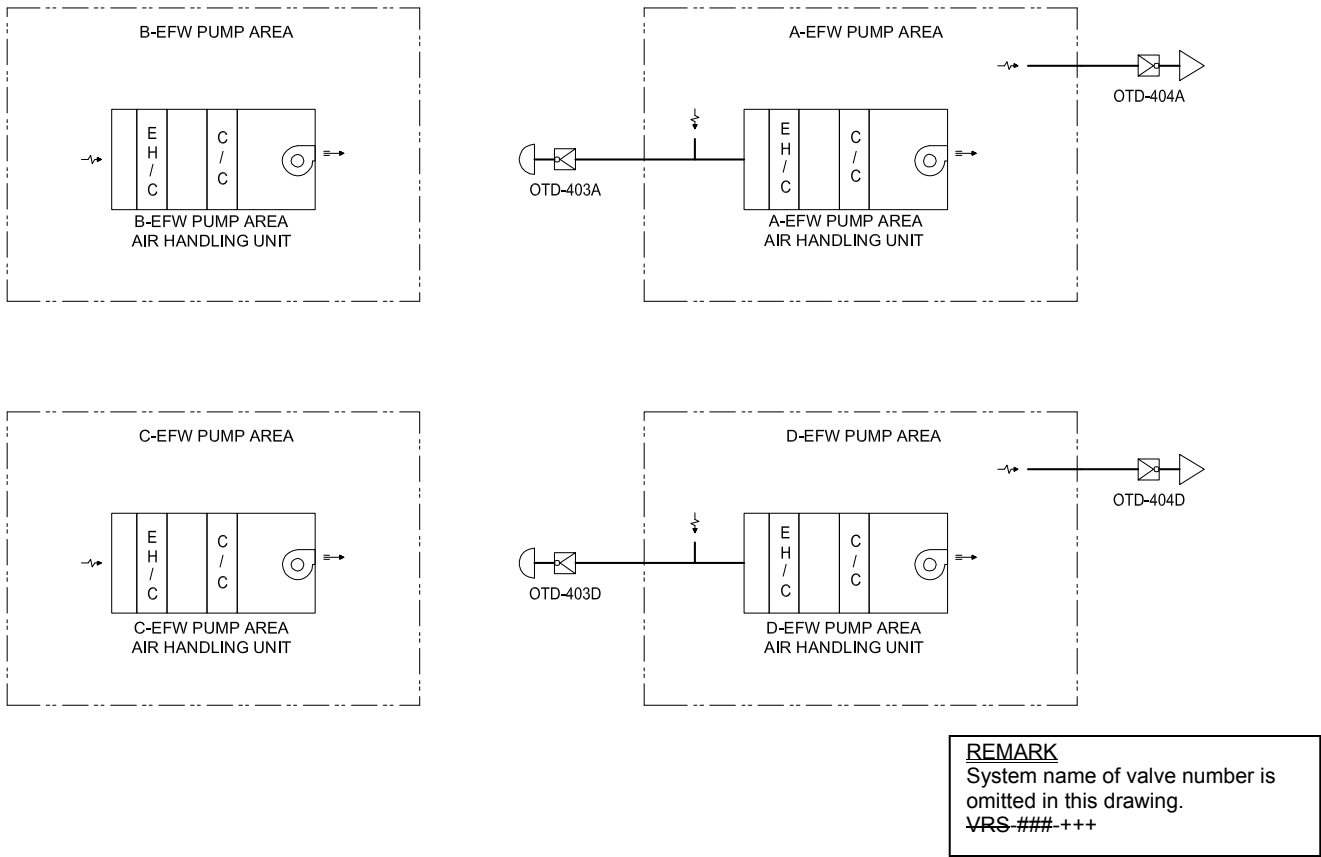 B-EFW PUMP AREA
E
H
/
C
C
/
C
B-EFW PUMP AREA
AIR HANDLING UNIT
A-EFW PUMP AREA
OTD-404A
OTD-403A
E
H
/
C
C
/
C
A-EFW PUMP AREA
AIR HANDLING UNIT
C-EFW PUMP AREA
E
H
/
C
C
/
C
C-EFW PUMP AREA
AIR HANDLING UNIT
D-EFW PUMP AREA
OTD-404D
OTD-403D
E
H
/
C
C
/
C
D-EFW PUMP AREA
AIR HANDLING UNIT
REMARK
System name of valve number is
omitted in this drawing.
VRS-###-+++